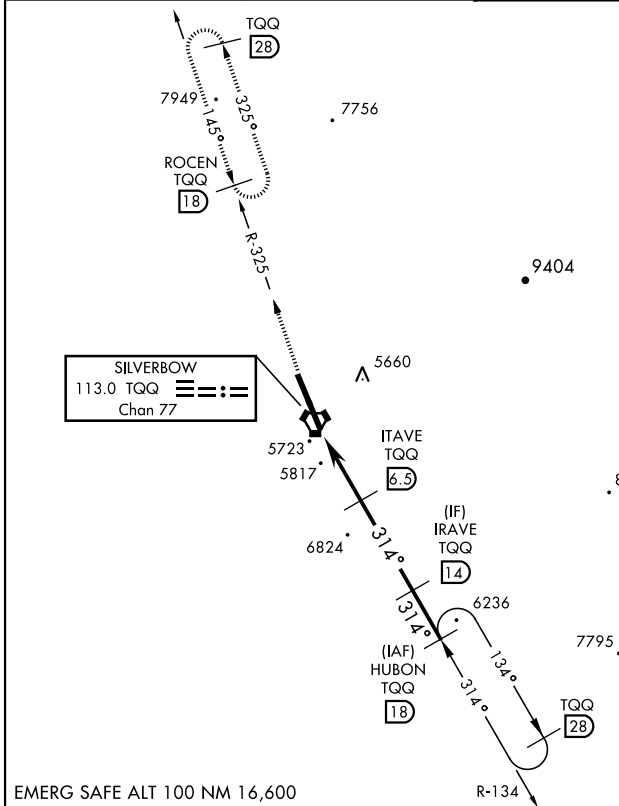 TQQ
28
7949
325°
145°
7756
ROCEN
TQQ
18
R-325
9404
SILVERBOW
113.0 TQQ
Chan 77
5660
5723
5817
ITAVE
TQQ
6.5
314°
6824
(IF)
IRAVE
TQQ
14
314°
6236
(IAF)
HUBON
TQQ
18
134°
314°
7795
TQQ
28
R-134
EMERG SAFE ALT 100 NM 16,600